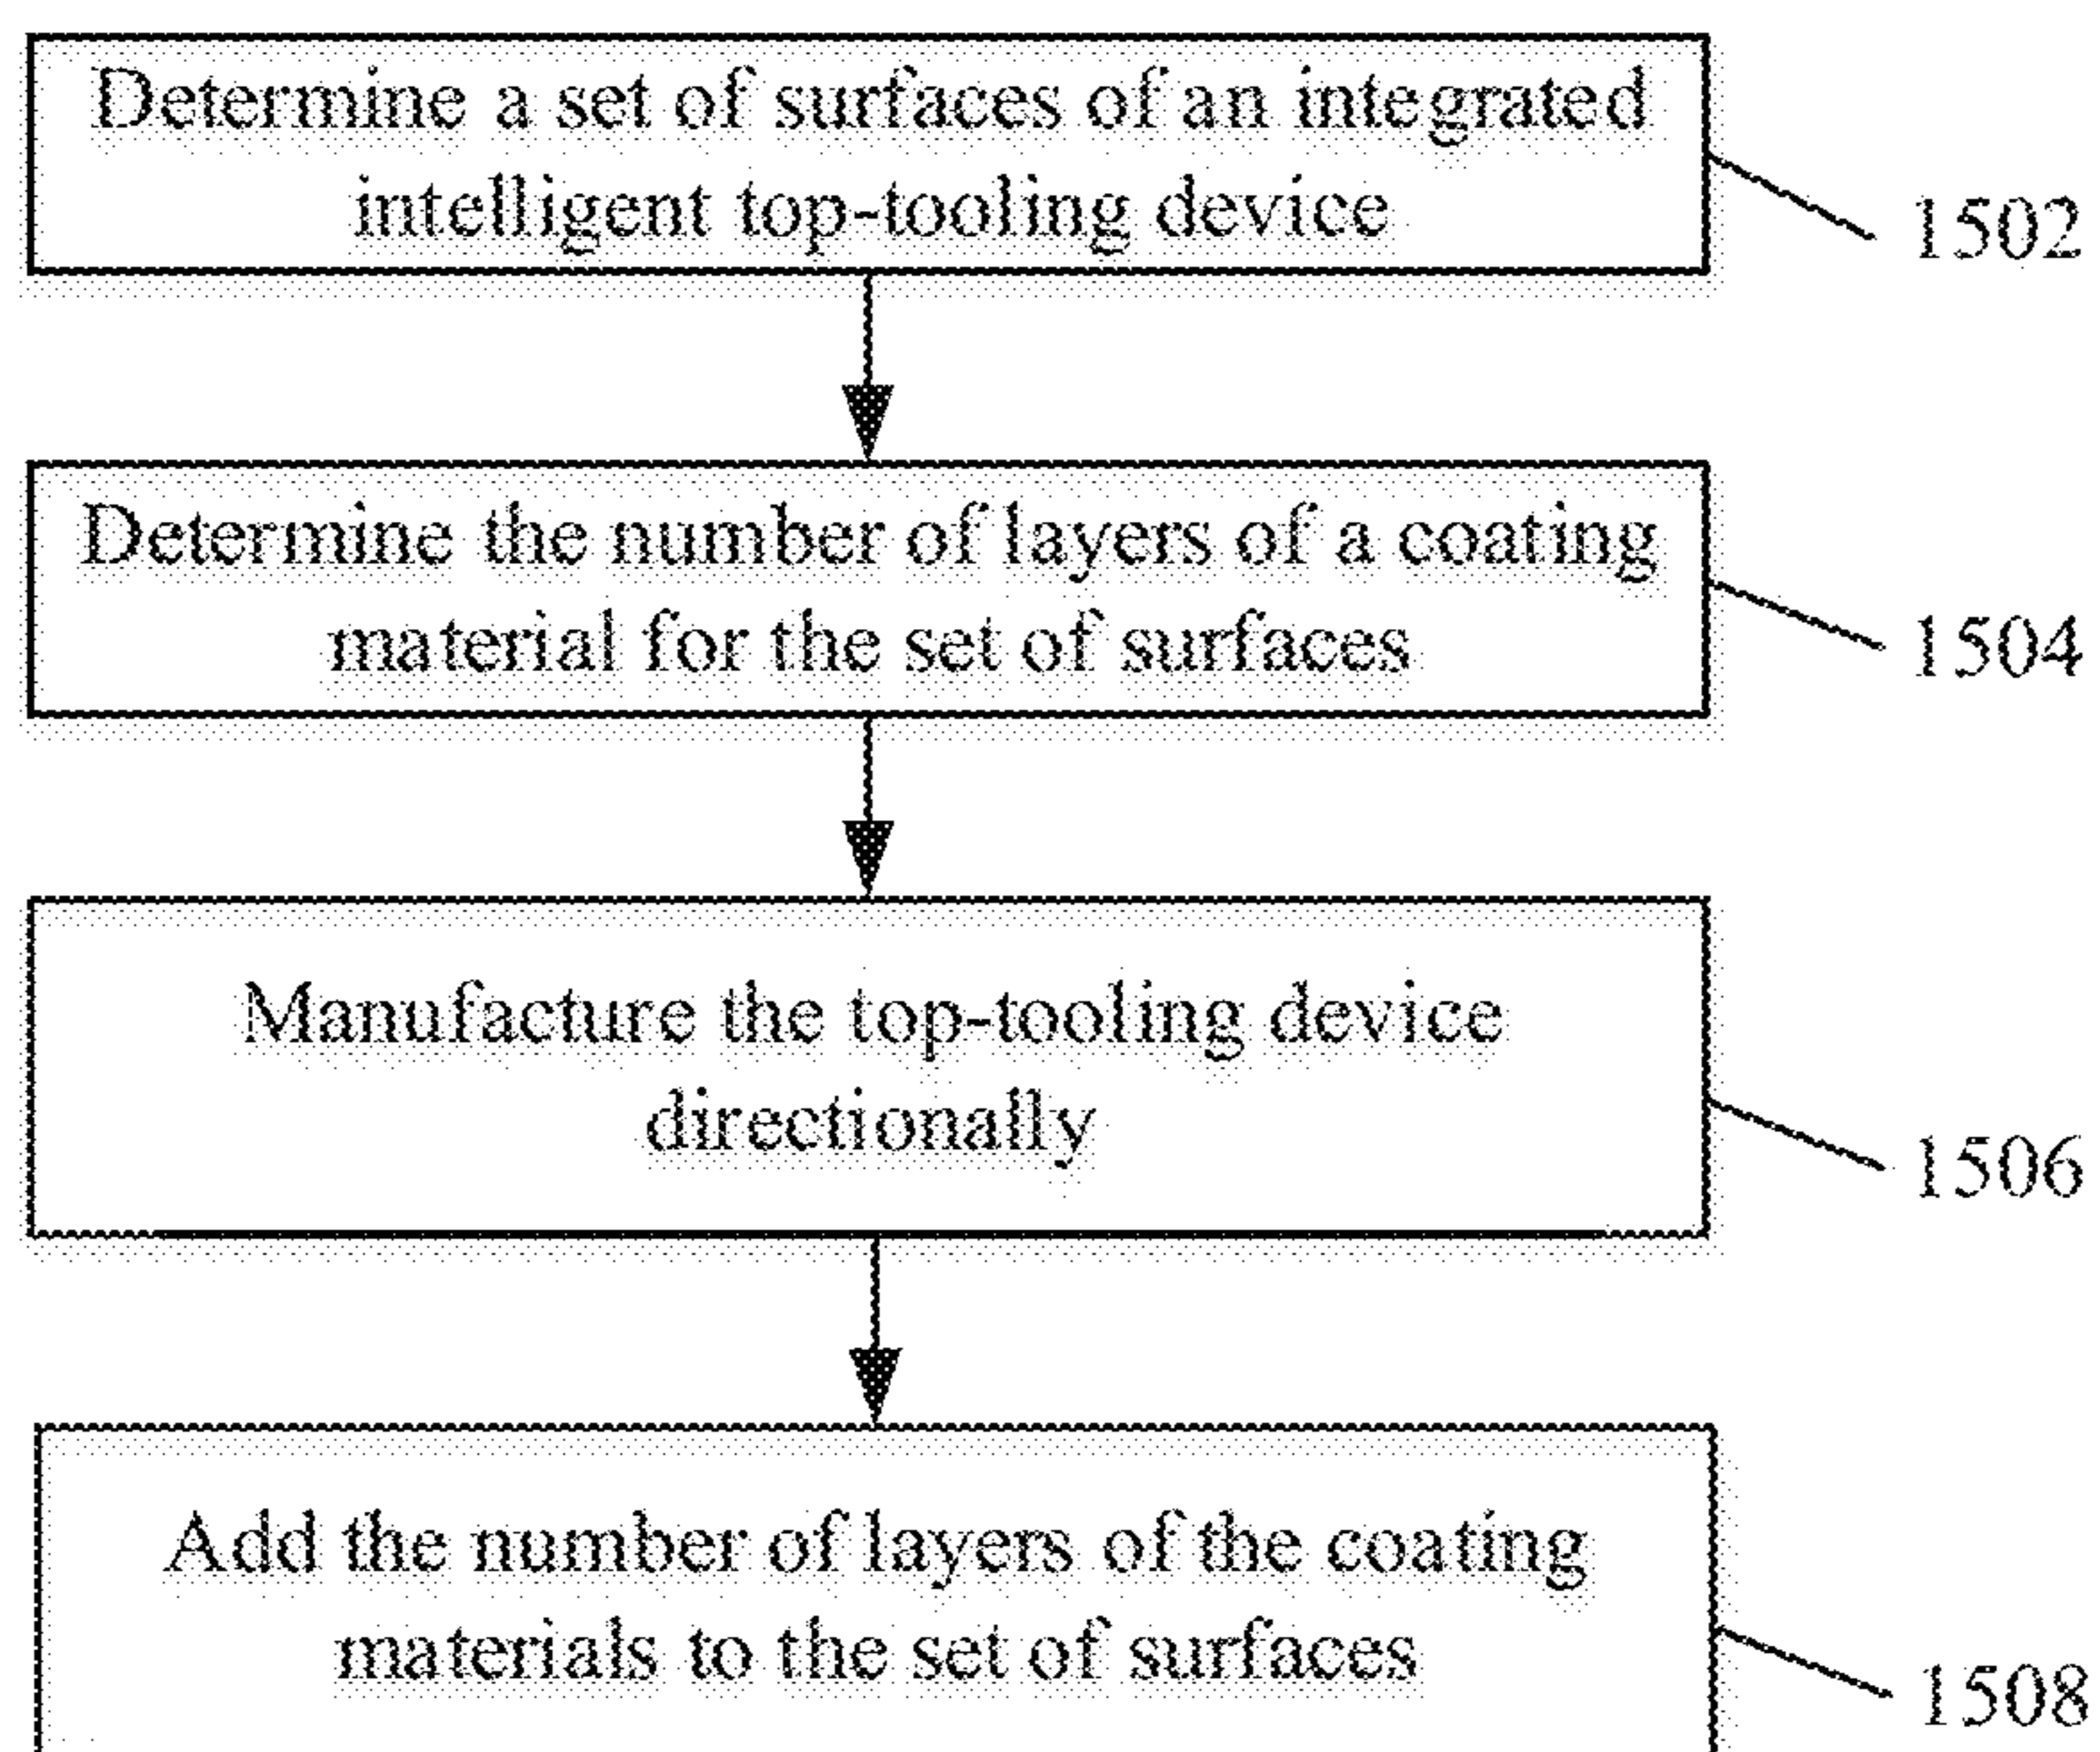 Determine a set of surfaces of an integrated
intelligent top-tooling device
1502
Determine the number of layers of a coating
material for the set of surfaces
1504
Manufacture the top-tooling device
directionally
1506
Add the number of layers of the coating
materials to the set of surfaces
1508